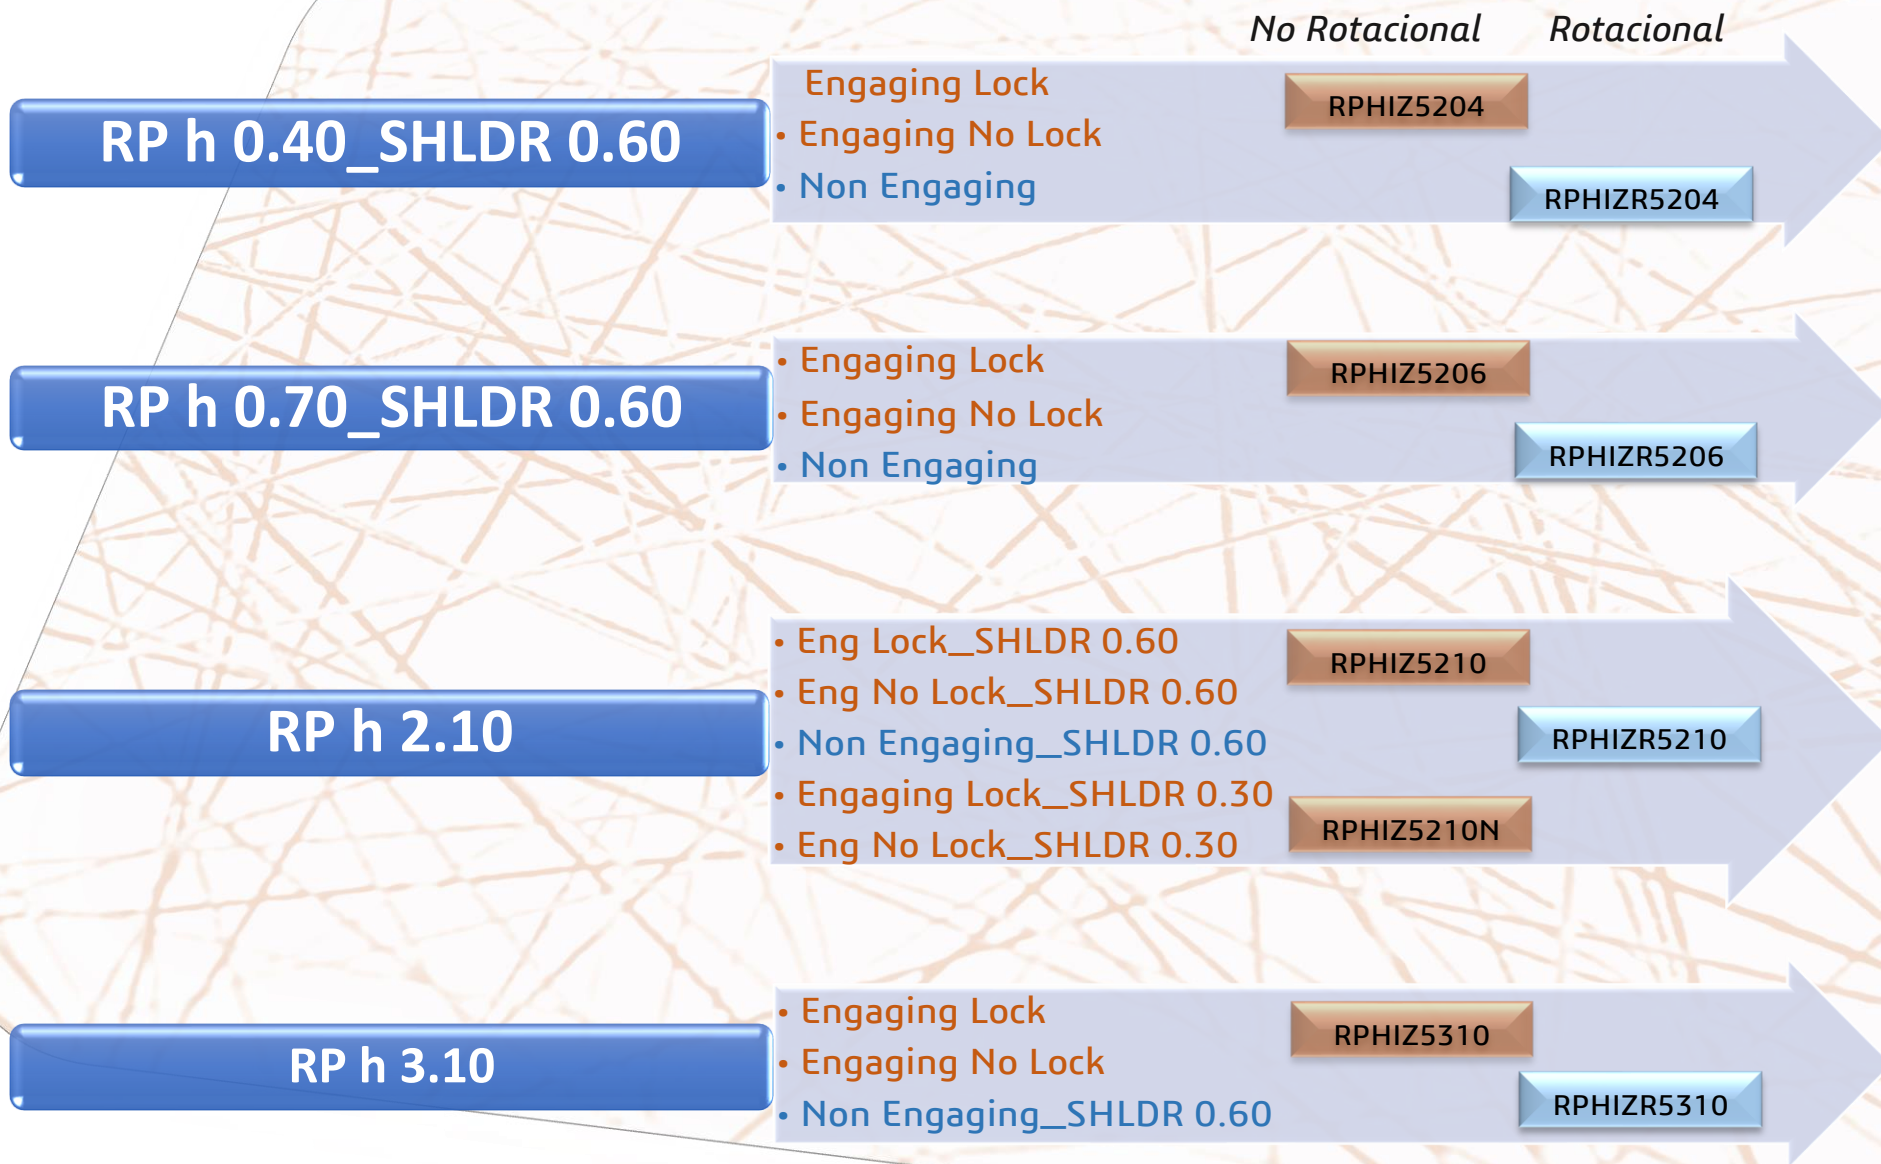 No Rotacional Rotacional
RP h 0.40_SHLDR 0.60
Engaging Lock
• Engaging No Lock
• Non Engaging
RPHIZ5204
RPHIZR5204
RP h 0.70_SHLDR 0.60
• Engaging Lock
• Engaging No Lock
• Non Engaging
RPHIZ5206
RPHIZR5206
RP h 2.10
• Eng Lock_SHLDR 0.60
• Eng No Lock_SHLDR 0.60
• Non Engaging_SHLDR 0.60
• Engaging Lock_SHLDR 0.30
• Eng No Lock_SHLDR 0.30
RPHIZ5210
RPHIZR5210
RPHIZ5210N
RP h 3.10
• Engaging Lock
• Engaging No Lock
• Non Engaging_SHLDR 0.60
RPHIZ5310
RPHIZR5310